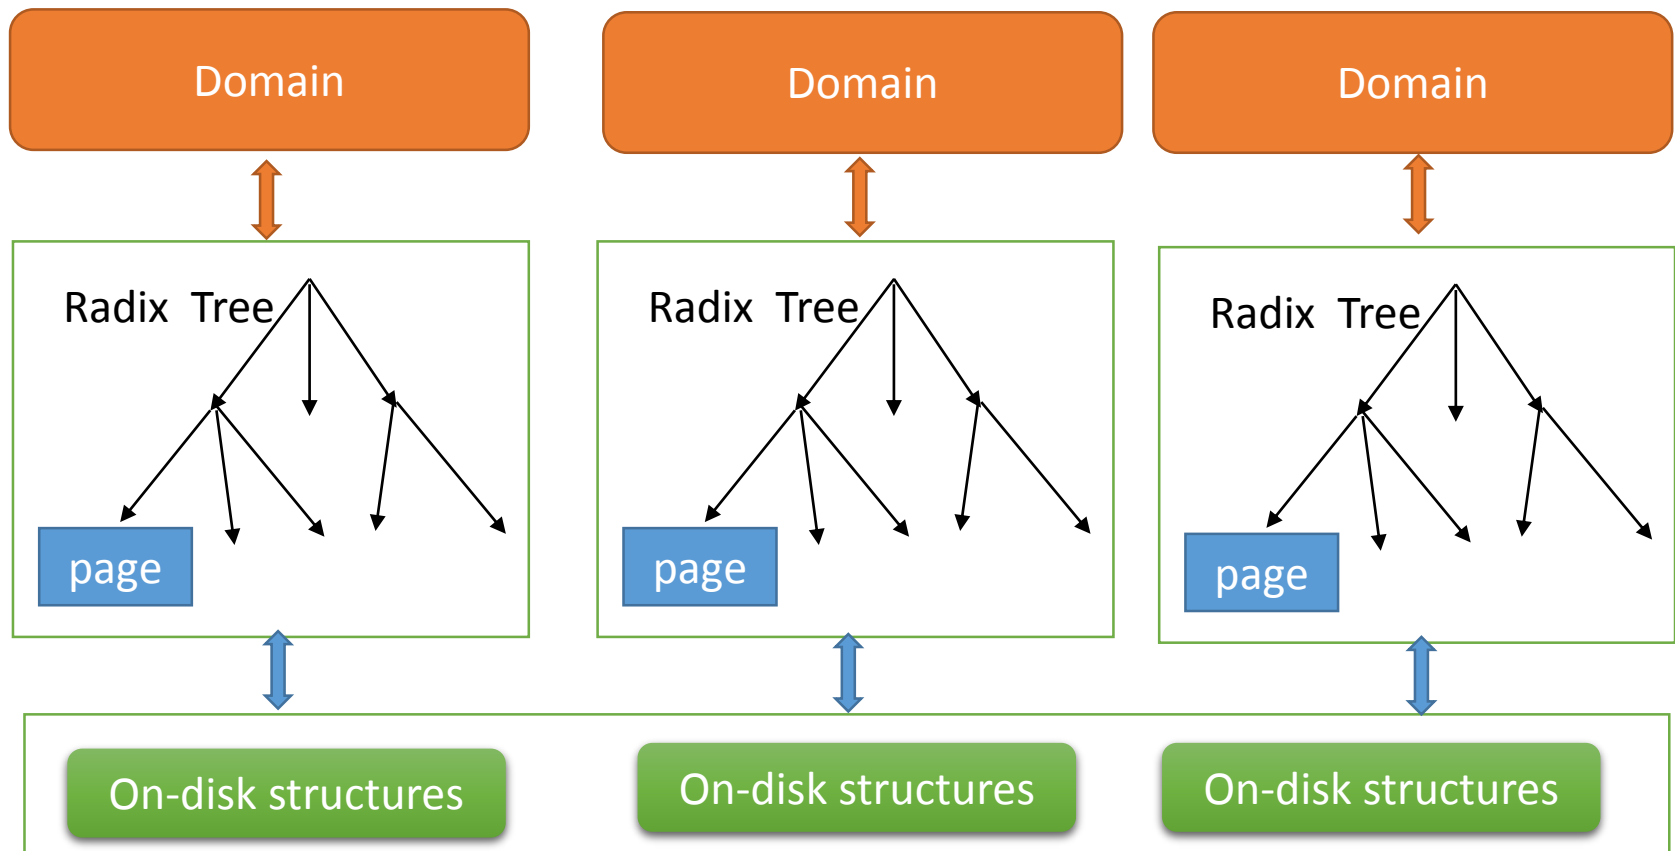 Domain
Domain
Domain
Radix Tree
Radix Tree
Radix Tree
page
page
page
On-disk structures
On-disk structures
On-disk structures